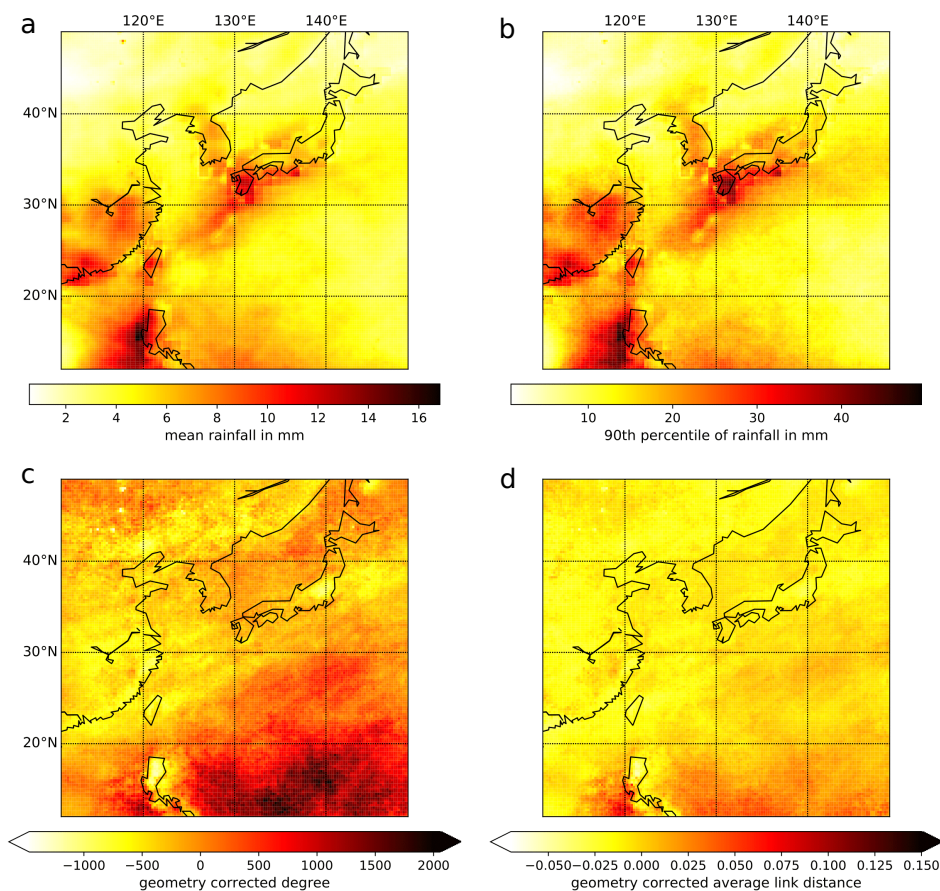 a
b
120°E 130°E 140°E
120°E 130°E 140°E
40°N
30°N
20°N
2 4 6 8 10 12 14 16
mean rainfall in mm
10 20 30 40
90th percentile of rainfall in mm
c
d
40°N
30°N
20°N
−1000 −500 0 500 1000 1500 2000
geometry corrected degree
−0.050 −0.025 0.000 0.025 0.050 0.075 0.100 0.125 0.150
geometry corrected average link distance